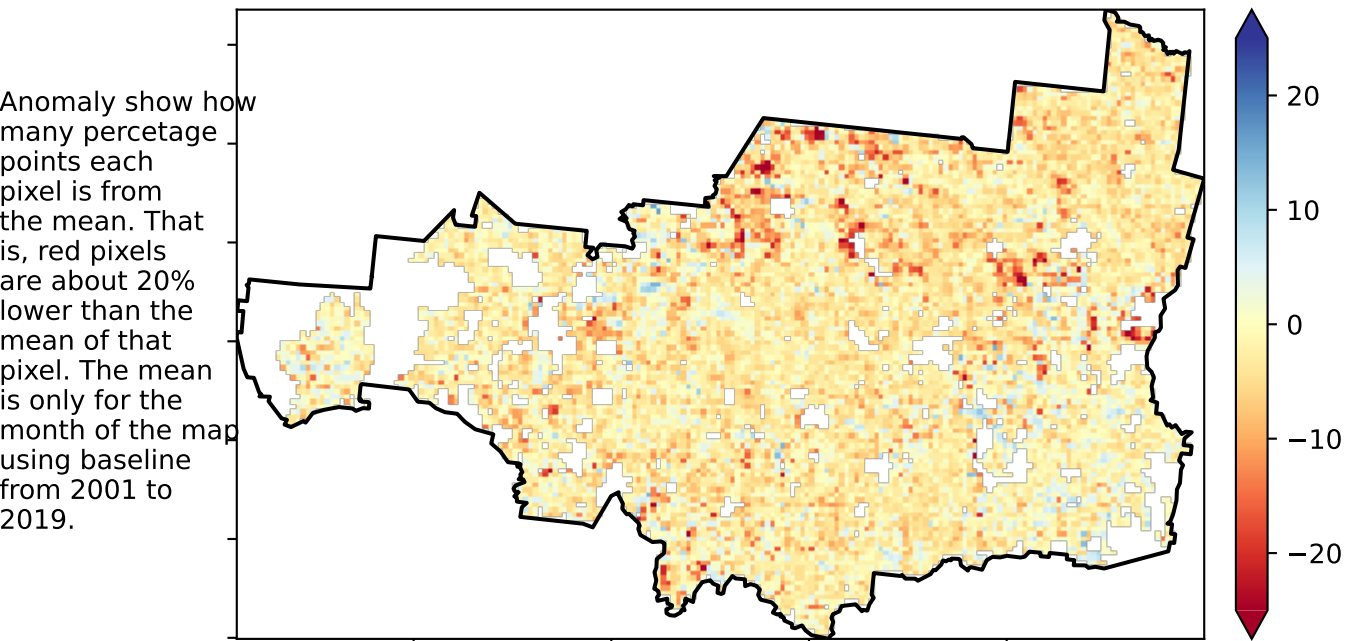 Anomaly show how
many percetage
points each
pixel is from
the mean. That
is, red pixels
are about 20%
lower than the
mean of that
pixel. The mean
is only for the
month of the map
using baseline
from 2001 to
2019.
20
10
0
−10
−20